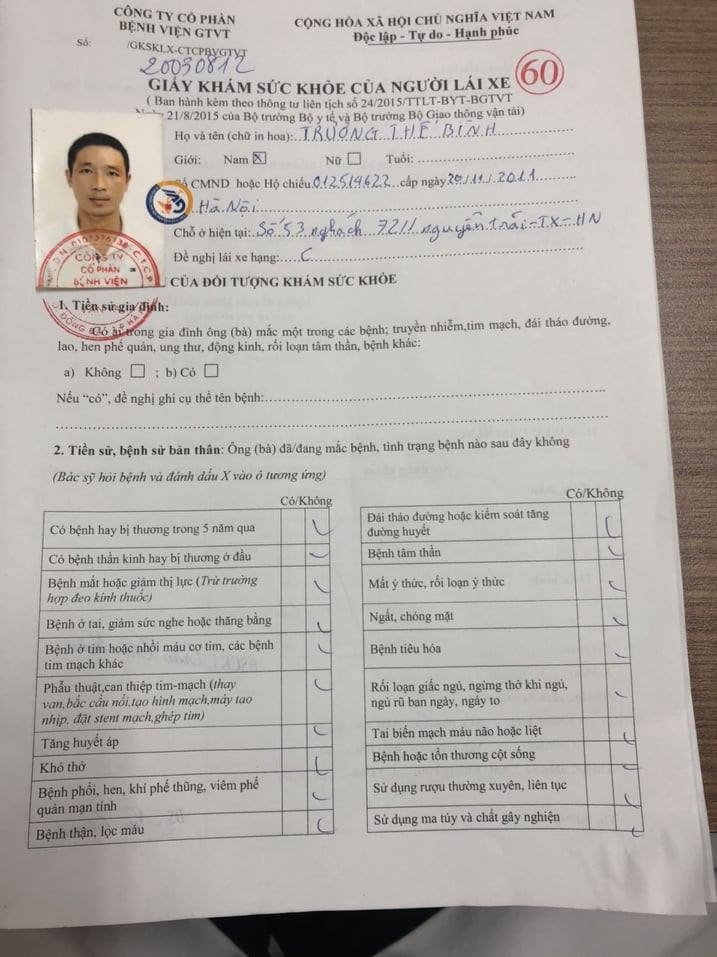 CÔNG TY CỔ PHẦN
BỆNH VIỆN GTVT
CỘNG HÒA XÃ HỘI CHỦ NGHĨA VIỆT NAM
Độc lập - Tự do - Hạnh phúc
Số: /GKSKLX-CTCPBVGTVT
20030812
GIẤY KHÁM SỨC KHỎE CỦA NGƯỜI LÁI XE
60
( Ban hành kèm theo thông tư liên tịch số 24/2015/TTLT-BYT-BGTVT
21/8/2015 của Bộ trưởng Bộ y tế và Bộ trưởng Bộ Giao thông vận tải)
Họ và tên (chữ in hoa): TRƯƠNG THẾ BÌNH
Giới: Nam X Nữ Tuổi:
Số CMND hoặc Hộ chiếu 012514622 cấp ngày 20/11/2011
Hà Nội
Chỗ ở hiện tại: Số 53 nghách 72/1 nguyễn Trãi - TX - HN
Đề nghị lái xe hạng: C
CÔNG TY
CỔ PHẦN
BỆNH VIỆN
CỦA ĐỐI TƯỢNG KHÁM SỨC KHỎE
1. Tiền sử gia đình:
Có ai trong gia đình ông (bà) mắc một trong các bệnh; truyền nhiễm,tim mạch, đái tháo đường,
lao, hen phế quản, ung thư, động kinh, rối loạn tâm thần, bệnh khác:
a) Không ; b) Có
Nếu “có”, đề nghị ghi cụ thể tên bệnh:
2. Tiền sử, bệnh sử bản thân: Ông (bà) đã/đang mắc bệnh, tình trạng bệnh nào sau đây không
(Bác sỹ hỏi bệnh và đánh dấu X vào ô tương ứng)
Có/Không
Có bệnh hay bị thương trong 5 năm qua
Có bệnh thần kinh hay bị thương ở đầu
Bệnh mắt hoặc giảm thị lực (Trừ trường
hợp đeo kính thuốc)
Bệnh ở tai, giảm sức nghe hoặc thăng bằng
Bệnh ở tim hoặc nhồi máu cơ tim, các bệnh
tim mạch khác
Phẫu thuật,can thiệp tim-mạch (thay
van,bắc cầu nối,tạo hình mạch,máy tạo
nhịp, đặt stent mạch,ghép tim)
Tăng huyết áp
Khó thở
Bệnh phổi, hen, khí phế thũng, viêm phế
quản mạn tính
Bệnh thận, lọc máu
Có/Không
Đái tháo đường hoặc kiểm soát tăng
đường huyết
Bệnh tâm thần
Mất ý thức, rối loạn ý thức
Ngất, chóng mặt
Bệnh tiêu hóa
Rối loạn giấc ngủ, ngừng thở khi ngủ,
ngủ rũ ban ngày, ngáy to
Tai biến mạch máu não hoặc liệt
Bệnh hoặc tổn thương cột sống
Sử dụng rượu thường xuyên, liên tục
Sử dụng ma túy và chất gây nghiện